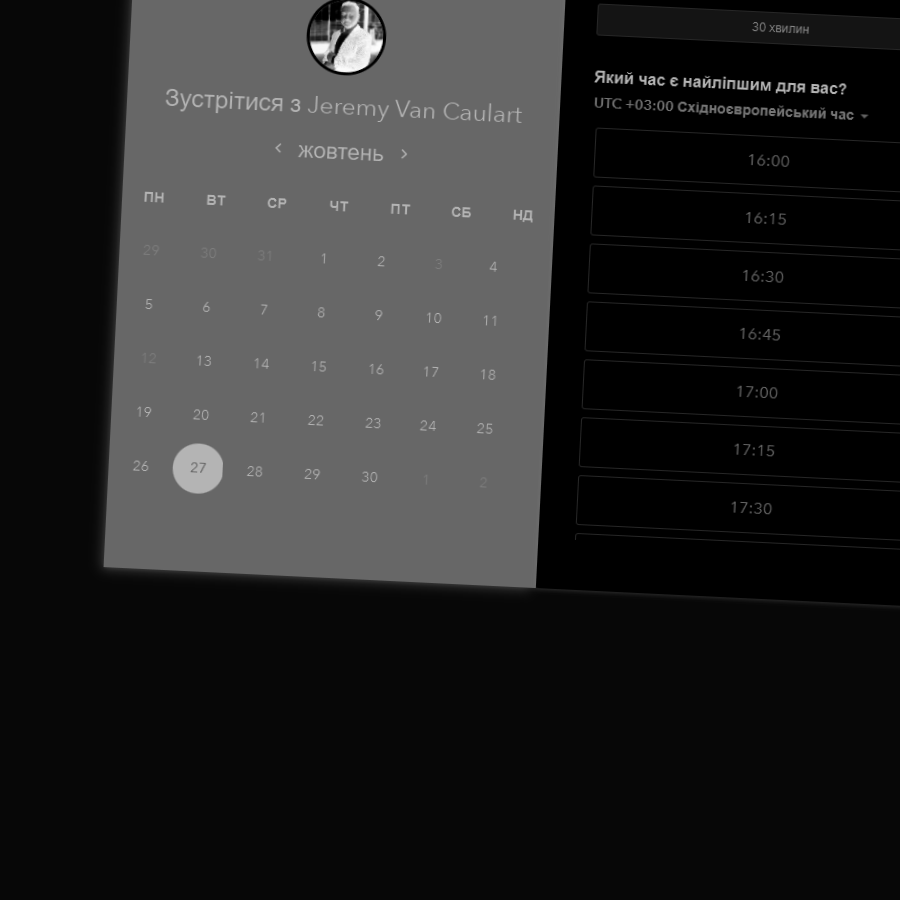 Зустрітися з Jeremy Van Caulart
жовтень
ПН ВТ СР ЧТ ПТ СБ НД
29 30 31 1 2 3 4
5 6 7 8 9 10 11
12 13 14 15 16 17 18
19 20 21 22 23 24 25
26 27 28 29 30 1 2
30 хвилин
Який час є найліпшим для вас?
UTC +03:00 Східноєвропейський час
16:00
16:15
16:30
16:45
17:00
17:15
17:30